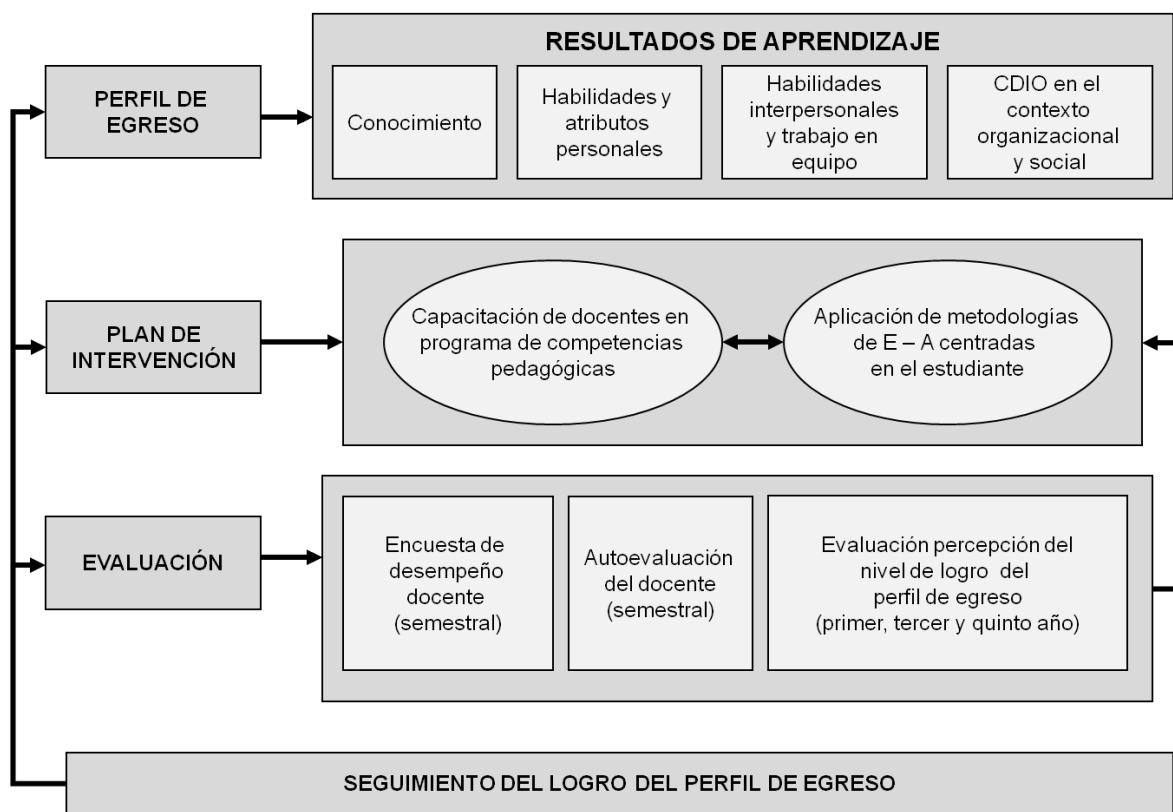 RESULTADOS DE APRENDIZAJE
PERFIL DE
EGRESO
Conocimiento
Habilidades y
atributos
personales
Habilidades
interpersonales
y trabajo en
equipo
CDIO en el
contexto
organizacional
y social
PLAN DE
INTERVENCIÓN
Capacitación de docentes en
programa de competencias
pedagógicas
Aplicación de metodologías
de E – A centradas
en el estudiante
EVALUACIÓN
Encuesta de
desempeño
docente
(semestral)
Autoevaluación
del docente
(semestral)
Evaluación percepción del
nivel de logro del
perfil de egreso
(primer, tercer y quinto año)
SEGUIMIENTO DEL LOGRO DEL PERFIL DE EGRESO